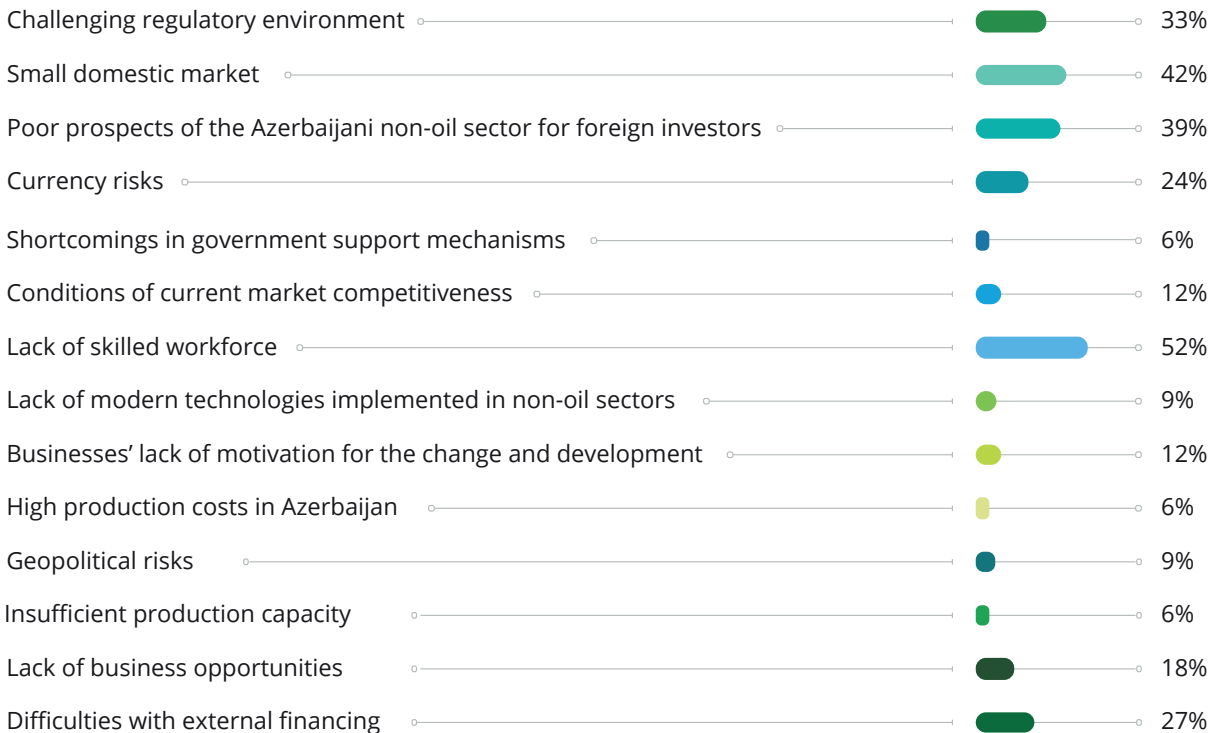 Challenging regulatory environment 33%
Small domestic market 42%
Poor prospects of the Azerbaijani non-oil sector for foreign investors 39%
Currency risks 24%
Shortcomings in government support mechanisms 6%
Conditions of current market competitiveness 12%
Lack of skilled workforce 52%
Lack of modern technologies implemented in non-oil sectors 9%
Businesses’ lack of motivation for the change and development 12%
High production costs in Azerbaijan 6%
Geopolitical risks 9%
Insufficient production capacity 6%
Lack of business opportunities 18%
Difficulties with external financing 27%